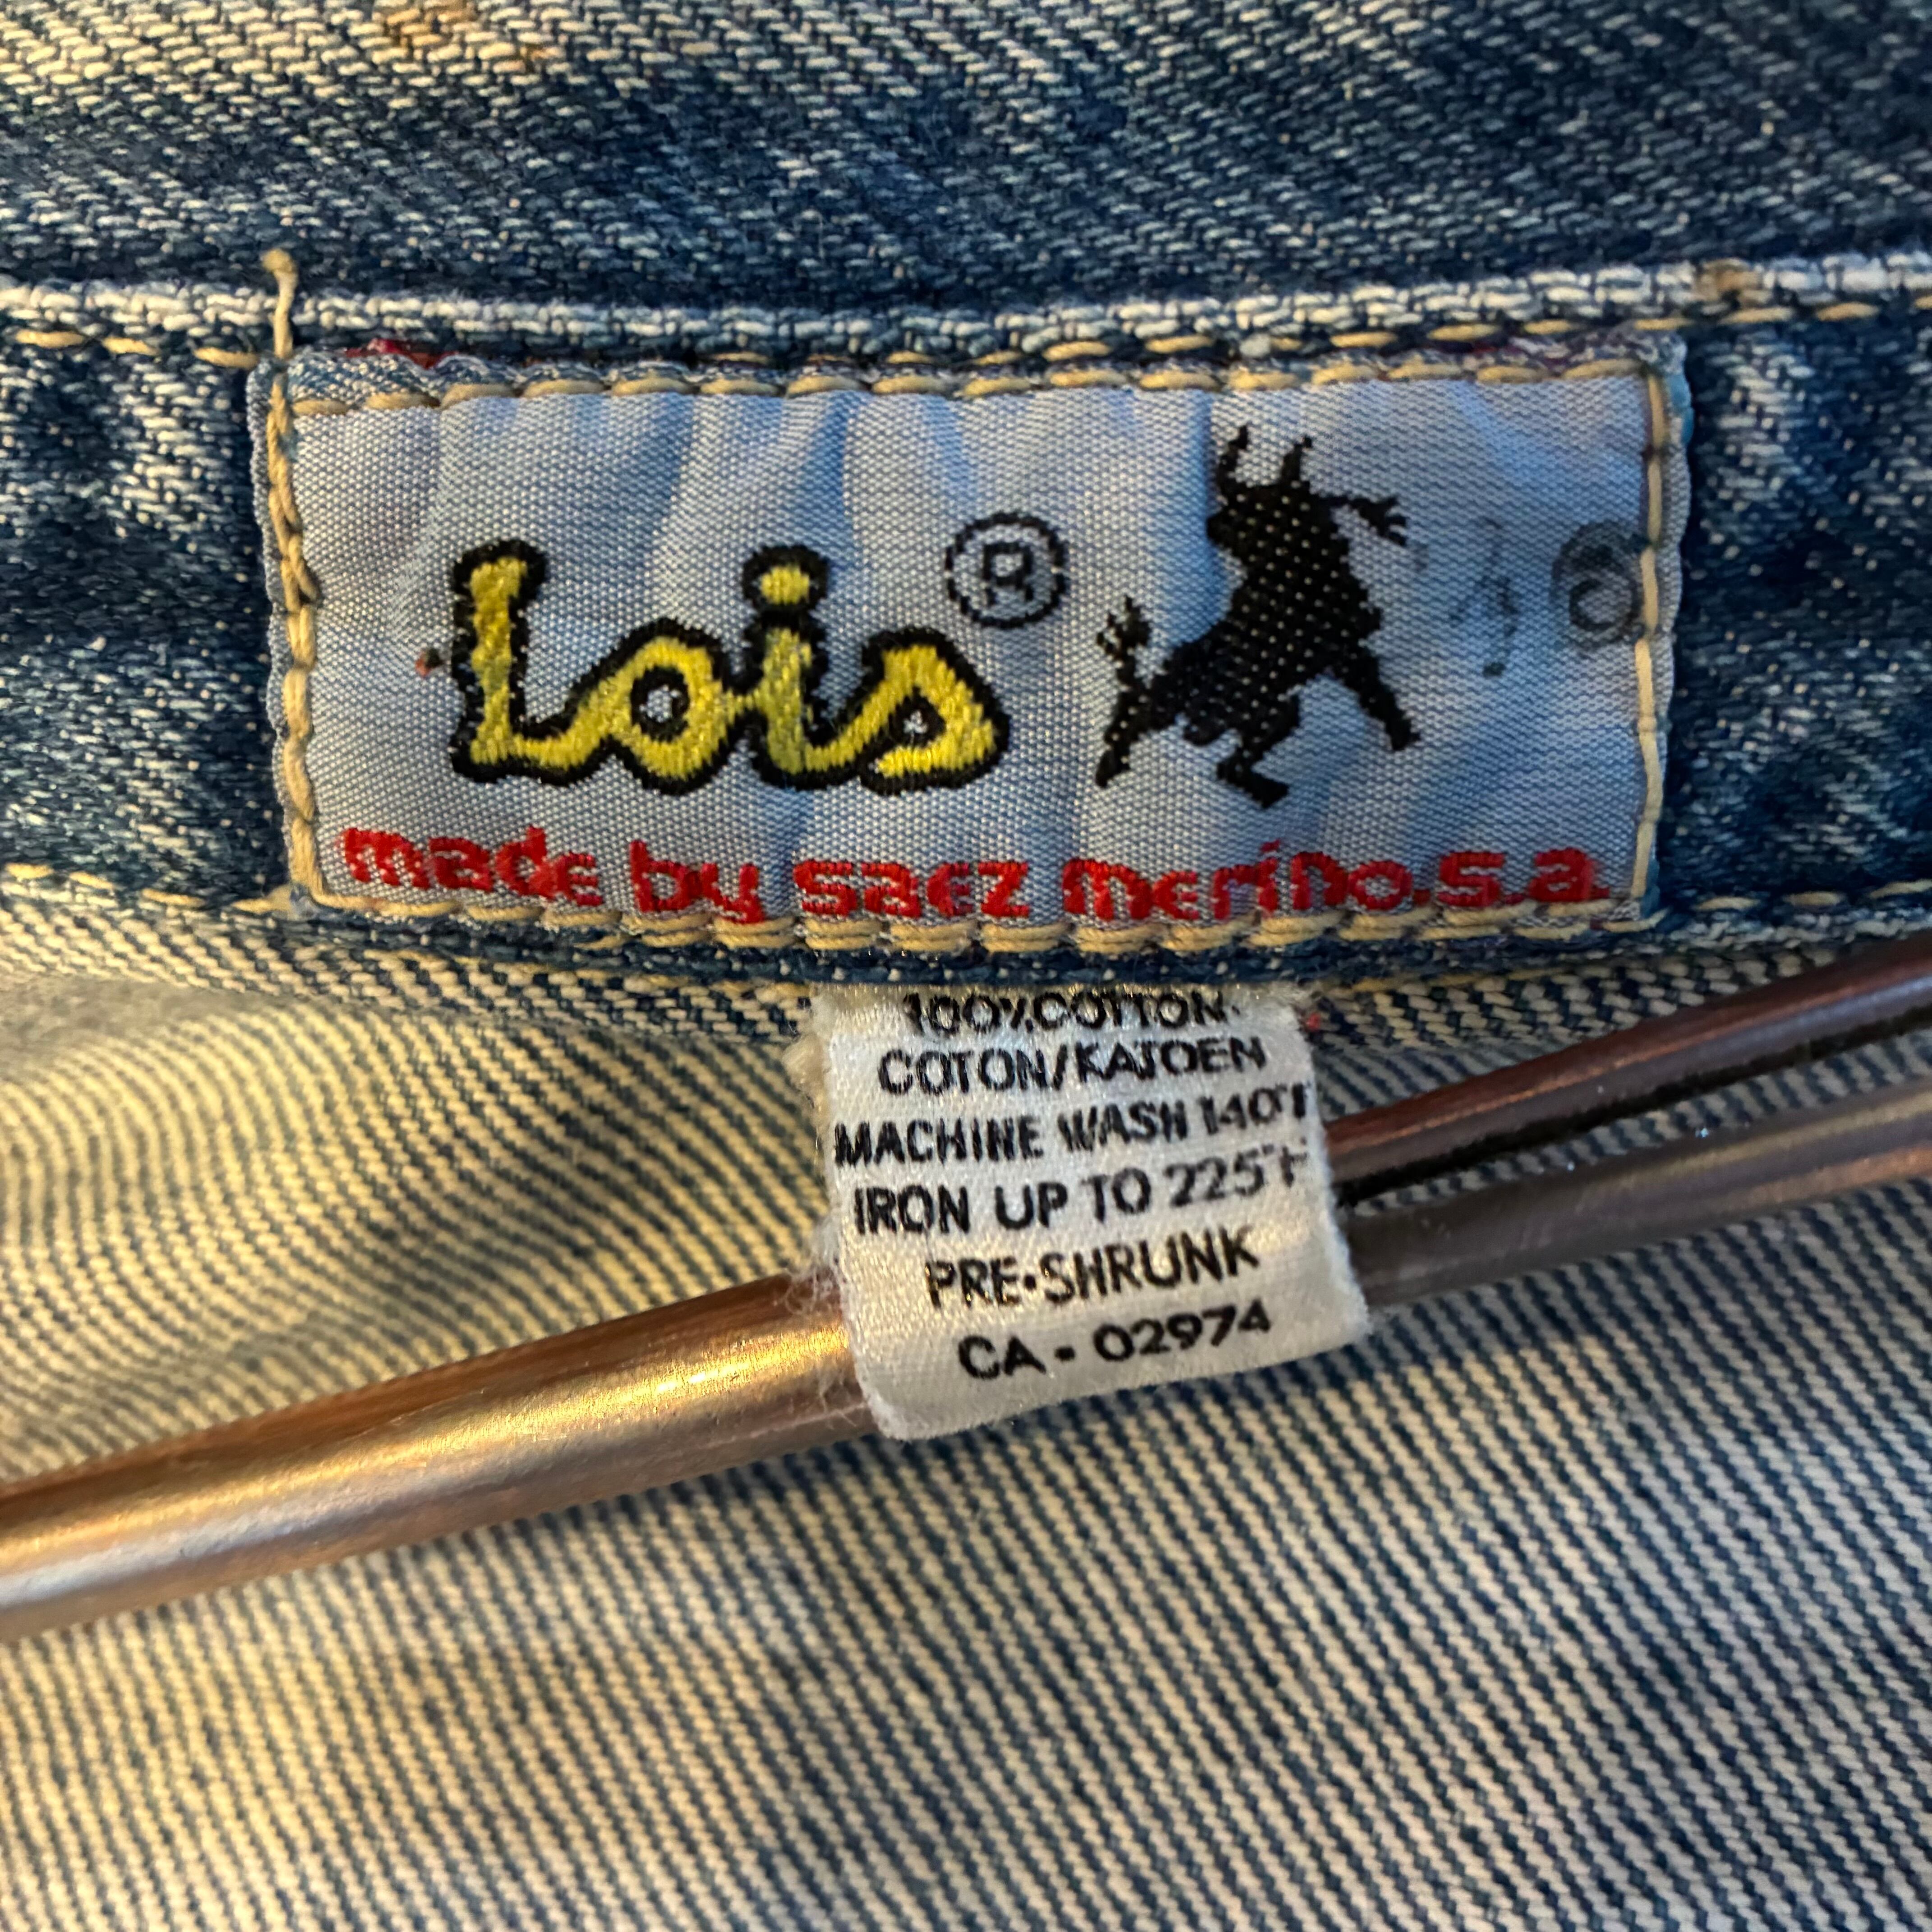 Lois ®
made by saez merino.s.a.
100% COTTON
COTON/KATOEN
MACHINE WASH 140°F
IRON UP TO 225°F
PRE-SHRUNK
CA - 02974